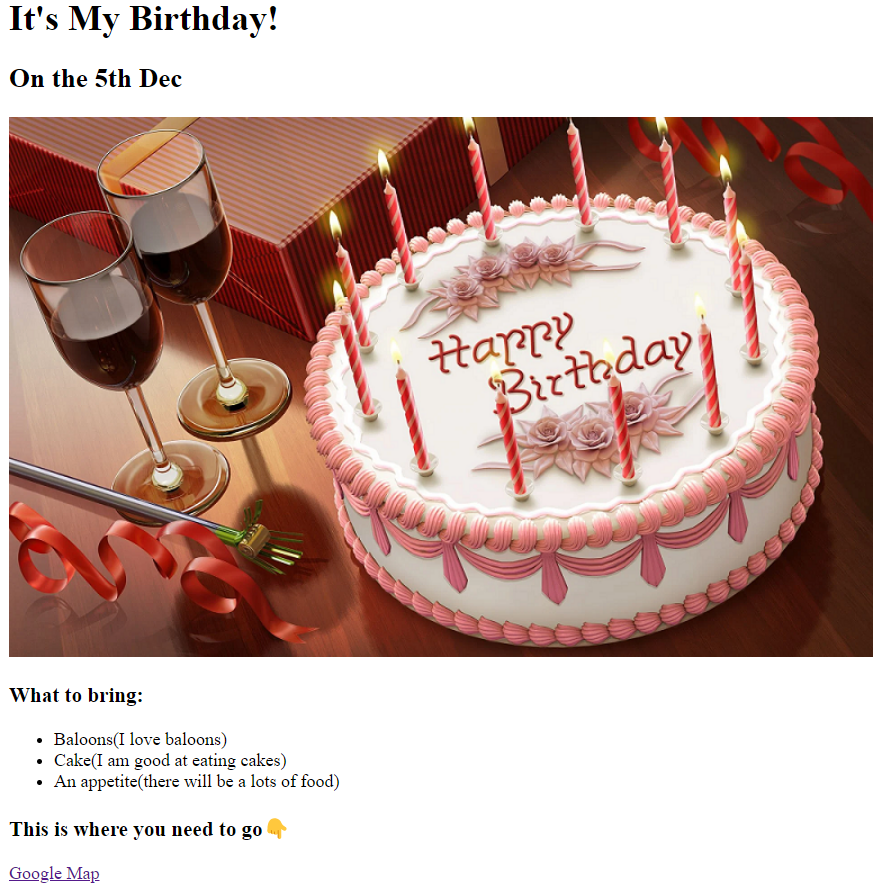 It's My Birthday!
On the 5th Dec
Happy
Birthday
What to bring:
Baloons(I love baloons)
Cake(I am good at eating cakes)
An appetite(there will be a lots of food)
This is where you need to go👇
Google Map